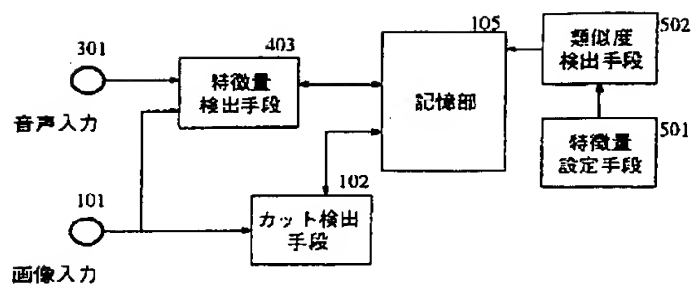 301
音声入力
403
特徴量
検出手段
105
記憶部
502
類似度
検出手段
特徴量
設定手段
501
101
画像入力
102
カット検出
手段